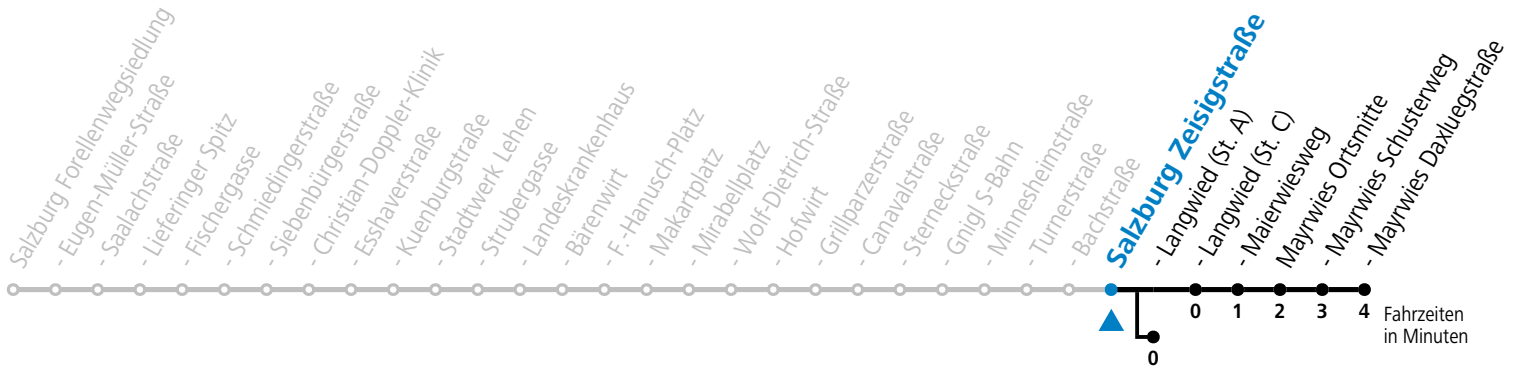 Salzburg Forellenwegsiedlung
- Eugen-Müller-Straße
- Saalachstraße
- Lieferinger Spitz
- Fischergasse
- Schmiedingerstraße
- Siebenbürgerstraße
- Christian-Doppler-Klinik
- Esshaverstraße
- Kuenburgstraße
- Stadtwerk Lehen
- Strubergasse
- Landeskrankenhaus
- Bärenwirt
- F.-Hanusch-Platz
- Makartplatz
- Mirabellplatz
- Wolf-Dietrich-Straße
- Hofwirt
- Grillparzerstraße
- Canavalstraße
- Sterneckstraße
- Gnigl S-Bahn
- Minnesheimstraße
- Turnerstraße
- Bachstraße
Salzburg Zeisigstraße
- Langwied (St. A)
- Langwied (St. C)
- Maierwiesweg
Mayrwies Ortsmitte
- Mayrwies Schusterweg
- Mayrwies Daxluegstraße
0 1 2 3 4 Fahrzeiten
in Minuten
0